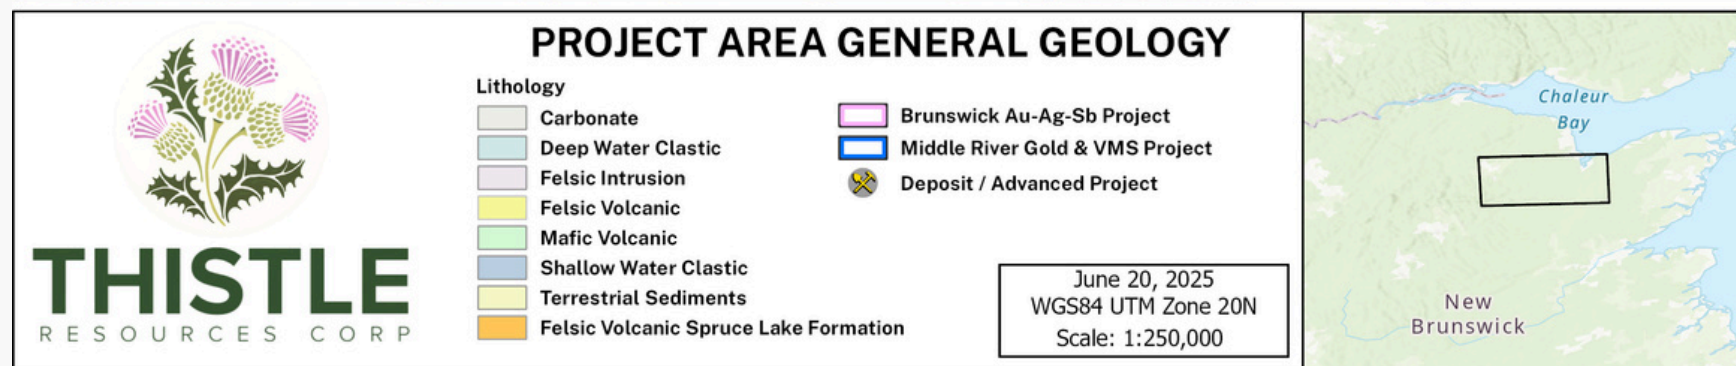 THISTLE
RESOURCES CORP
PROJECT AREA GENERAL GEOLOGY
Lithology
Carbonate
Deep Water Clastic
Felsic Intrusion
Felsic Volcanic
Mafic Volcanic
Shallow Water Clastic
Terrestrial Sediments
Felsic Volcanic Spruce Lake Formation
Brunswick Au-Ag-Sb Project
Middle River Gold & VMS Project
Deposit / Advanced Project
June 20, 2025
WGS84 UTM Zone 20N
Scale: 1:250,000
Chaleur
Bay
New
Brunswick